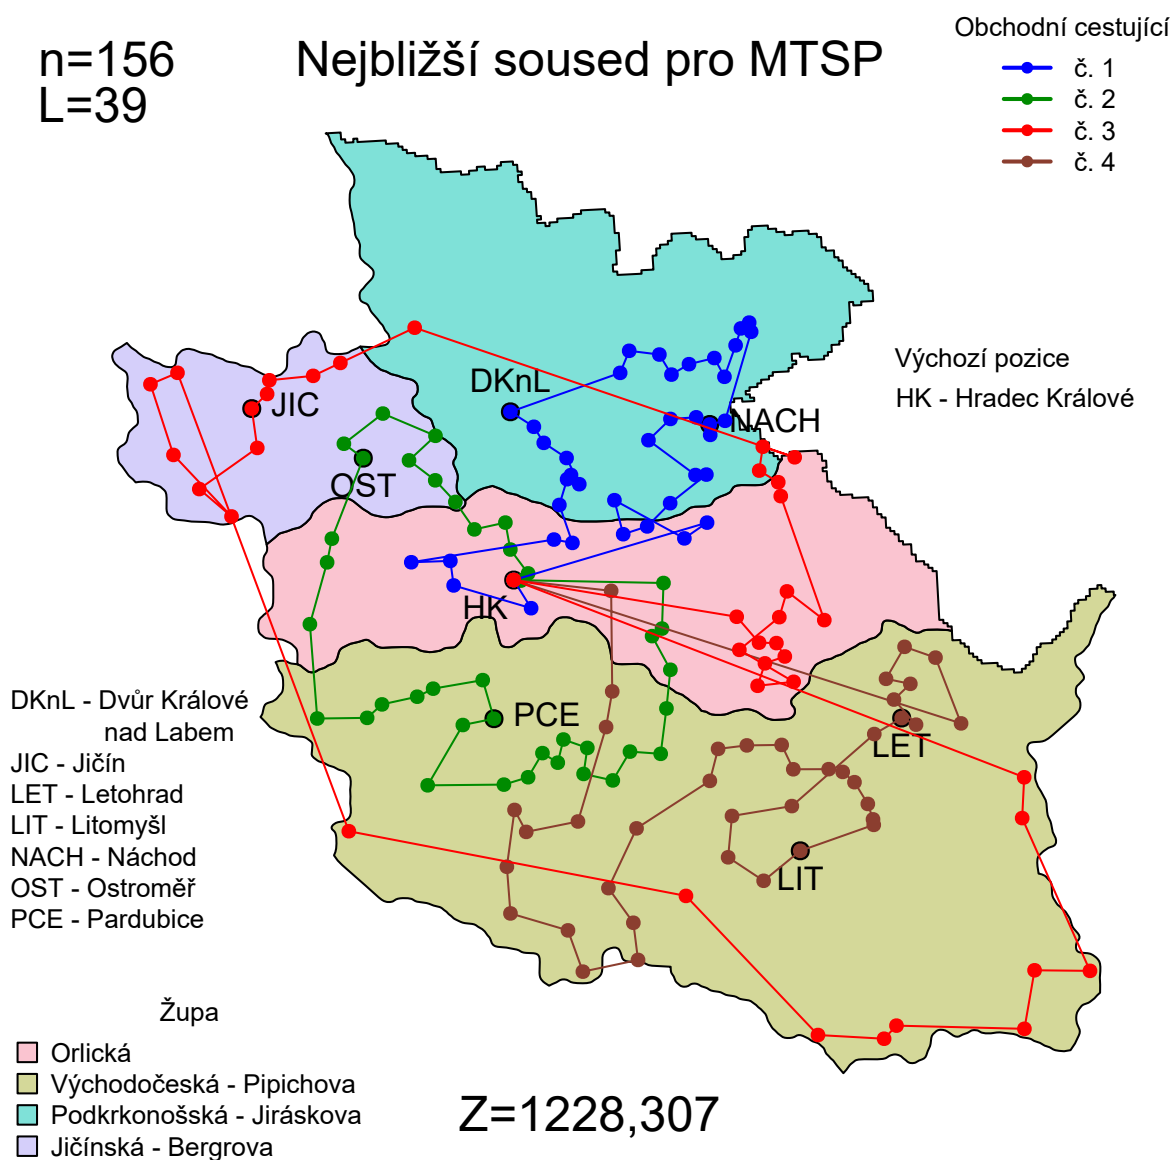 n=156
L=39
Nejbližší soused pro MTSP
Obchodní cestující
č. 1
č. 2
č. 3
č. 4
Výchozí pozice
HK - Hradec Králové
DKnL
NACH
JIC
OST
HK
PCE
LET
LIT
DKnL - Dvůr Králové
nad Labem
JIC - Jičín
LET - Letohrad
LIT - Litomyšl
NACH - Náchod
OST - Ostroměř
PCE - Pardubice
Župa
Orlická
Východočeská - Pipichova
Podkrkonošská - Jiráskova
Jičínská - Bergrova
Z=1228,307